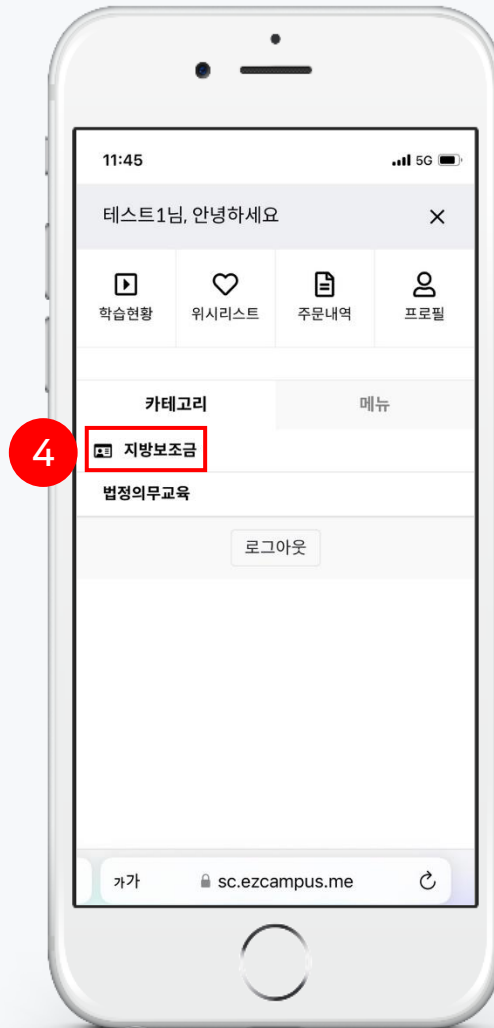 11:45 5G
테스트1님, 안녕하세요
학습현황 위시리스트 주문내역 프로필
카테고리 메뉴
4 지방보조금
법정의무교육
로그아웃
가가 sc.ezcampus.me